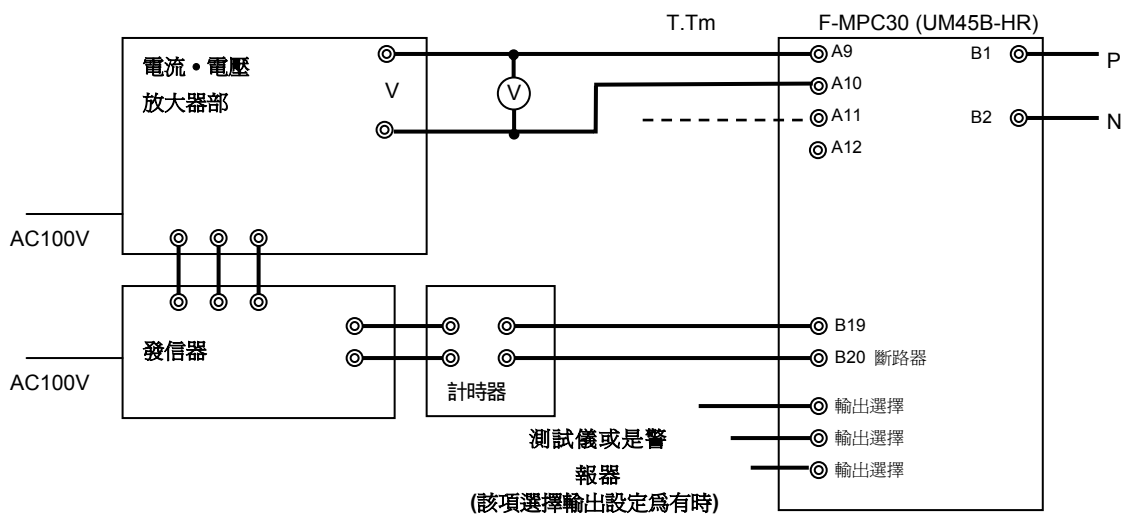 T.Tm
F-MPC30 (UM45B-HR)
電流•電壓
放大器部
V
V
A9
A10
A11
A12
B1
P
B2
N
AC100V
發信器
AC100V
計時器
B19
B20 斷路器
輸出選擇
輸出選擇
輸出選擇
測試儀或是警
報器
(該項選擇輸出設定爲有時)